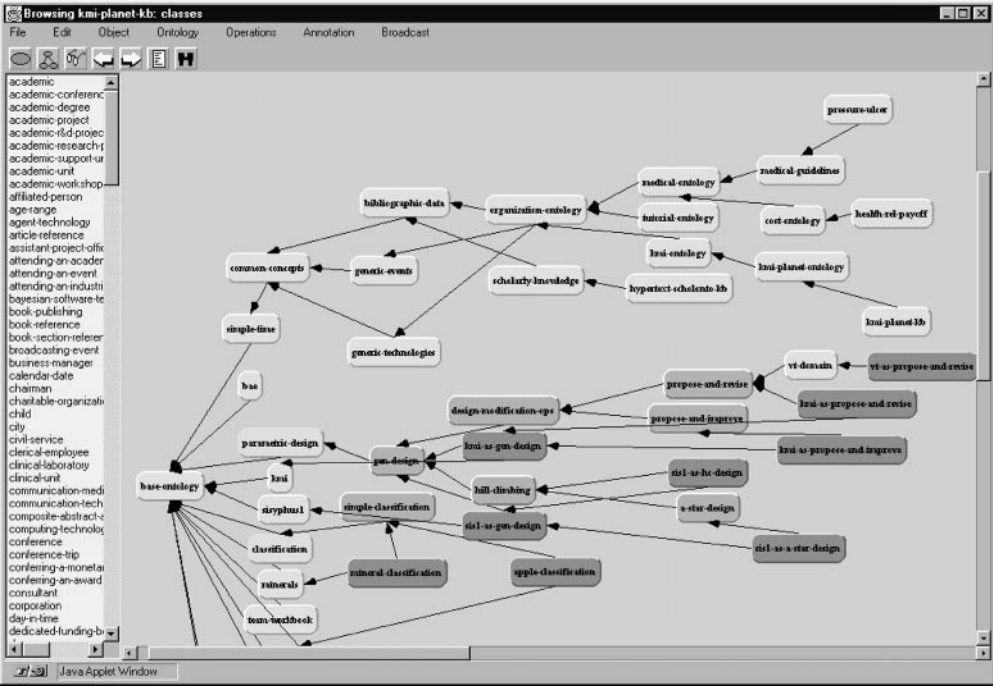 Browsing kmi-planet-kb: classes
File Edit Object Ontology Operations Annotation Broadcast
academic
academic-conferenc
academic-degree
academic-project
academic-r&d-projec
academic-research-p
academic-support-un
academic-unit
academic-workshop-
affiliated-person
age-range
agent-technology
article-reference
assistant-project-offic
attending-an-academ
attending-an-event
attending-an-industri
bayesian-software-te
book-publishing
book-reference
book-section-referen
broadcasting-event
business-manager
calendar-date
chairman
charitable-organizatio
child
city
civil-service
clerical-employee
clinical-laboratory
clinical-unit
communication-medi
communication-tech
composite-abstract-a
computing-technolog
conference
conference-trip
conferring-a-monetar
conferring-an-award
consultant
corporation
day-in-time
dedicated-funding-bo
pressure-ulcer
medical-guidelines
medical-ontology
bibliographic-data
organization-ontology
tutorial-ontology
cost-ontology
health-rel-payoff
kmi-ontology
common-concepts
generic-events
kmi-planet-ontology
scholarly-knowledge
hypertext-scholonto-kb
kmi-planet-kb
simple-time
generic-technologies
vt-domain
vt-as-propose-and-revise
bae
propose-and-revise
kmi-as-propose-and-revise
design-modification-ops
propose-and-improve
parametric-design
kmi-as-gen-design
kmi-as-propose-and-improve
gen-design
sis1-as-hc-design
base-ontology
kmi
hill-climbing
sisyphus1
simple-classification
a-star-design
sis1-as-gen-design
classification
sis1-as-a-star-design
minerals
mineral-classification
apple-classification
team-workbook
Java Applet Window